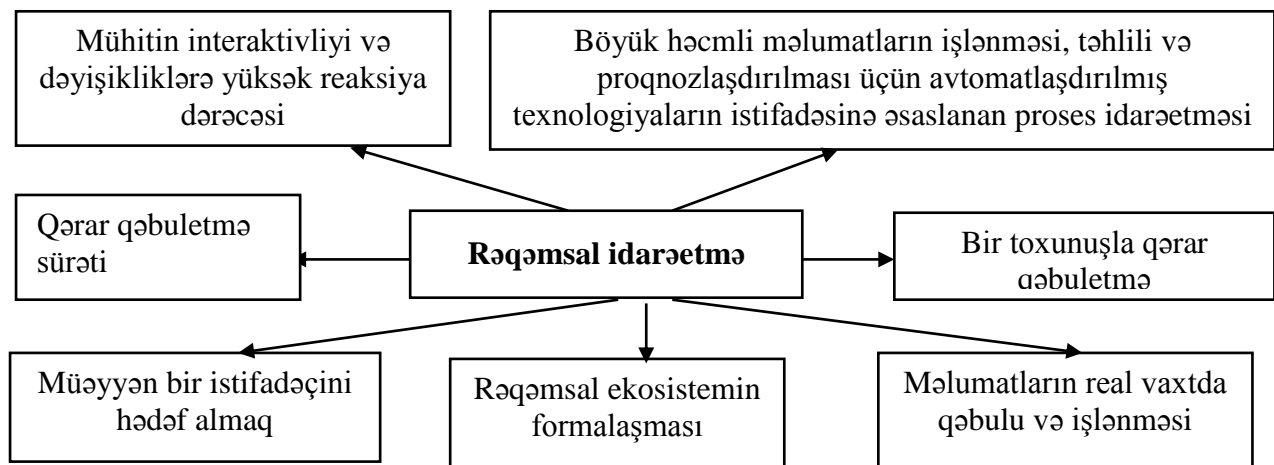 Mühitin interaktivliyi və
dəyişikliklərə yüksək reaksiya
dərəcəsi
Böyük həcmli məlumatların işlənməsi, təhlili və
proqnozlaşdırılması üçün avtomatlaşdırılmış
texnologiyaların istifadəsinə əsaslanan proses idarəetməsi
Qərar qəbuletmə
sürəti
Rəqəmsal idarəetmə
Bir toxunuşla qərar
qəbuletmə
Müəyyən bir istifadəçini
hədəf almaq
Rəqəmsal ekosistemin
formalaşması
Məlumatların real vaxtda
qəbulu və işlənməsi